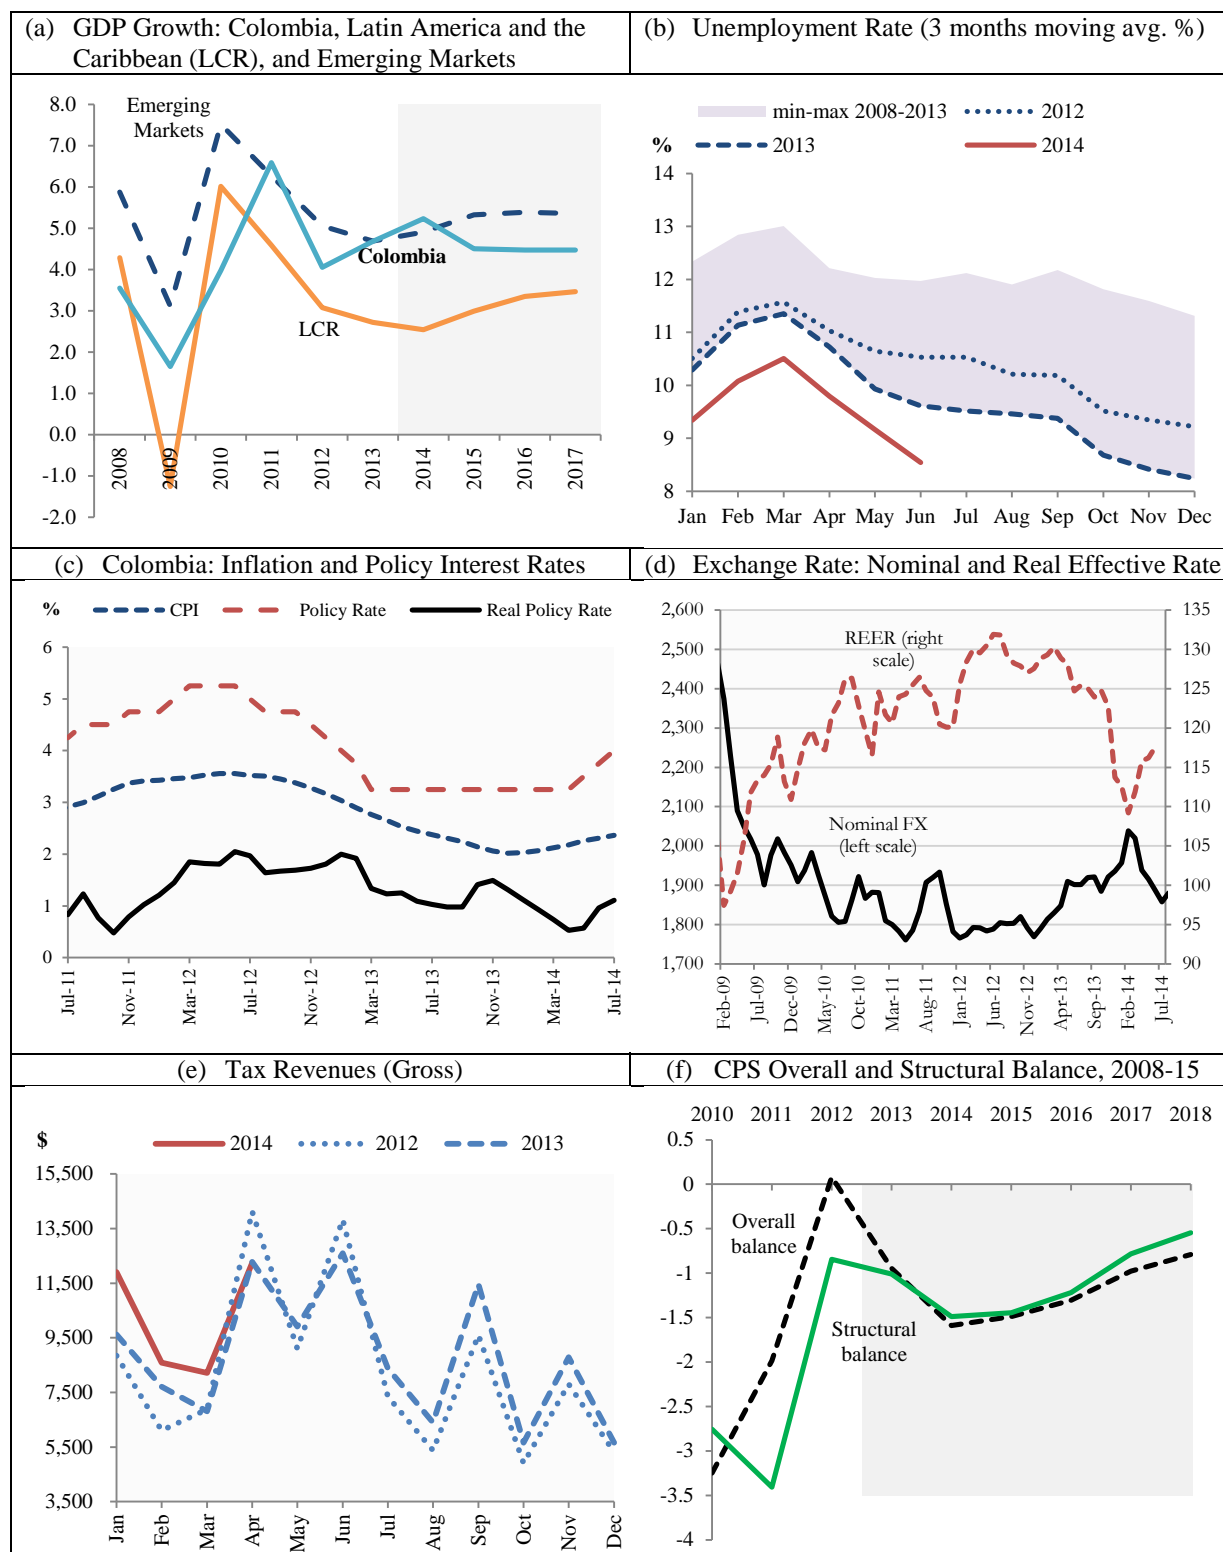 (a) GDP Growth: Colombia, Latin America and the
Caribbean (LCR), and Emerging Markets
(b) Unemployment Rate (3 months moving avg. %)
8.0
7.0
6.0
5.0
4.0
3.0
2.0
1.0
0.0
-1.0
-2.0
Emerging
Markets
Colombia
LCR
2008
2009
2010
2011
2012
2013
2014
2015
2016
2017
min-max 2008-2013
2012
2013
2014
%
14
13
12
11
10
9
8
Jan Feb Mar Apr May Jun Jul Aug Sep Oct Nov Dec
(c) Colombia: Inflation and Policy Interest Rates
(d) Exchange Rate: Nominal and Real Effective Rate
% CPI Policy Rate Real Policy Rate
6
5
4
3
2
1
0
Jul-11
Nov-11
Mar-12
Jul-12
Nov-12
Mar-13
Jul-13
Nov-13
Mar-14
Jul-14
2,600
2,500
2,400
2,300
2,200
2,100
2,000
1,900
1,800
1,700
REER (right
scale)
Nominal FX
(left scale)
135
130
125
120
115
110
105
100
95
90
Feb-09
Jul-09
Dec-09
May-10
Oct-10
Mar-11
Aug-11
Jan-12
Jun-12
Nov-12
Apr-13
Sep-13
Feb-14
Jul-14
(e) Tax Revenues (Gross)
(f) CPS Overall and Structural Balance, 2008-15
$
2014 2012 2013
15,500
13,500
11,500
9,500
7,500
5,500
3,500
Jan
Feb
Mar
Apr
May
Jun
Jul
Aug
Sep
Oct
Nov
Dec
2010 2011 2012 2013 2014 2015 2016 2017 2018
0.5
0
-0.5
-1
-1.5
-2
-2.5
-3
-3.5
-4
Overall
balance
Structural
balance